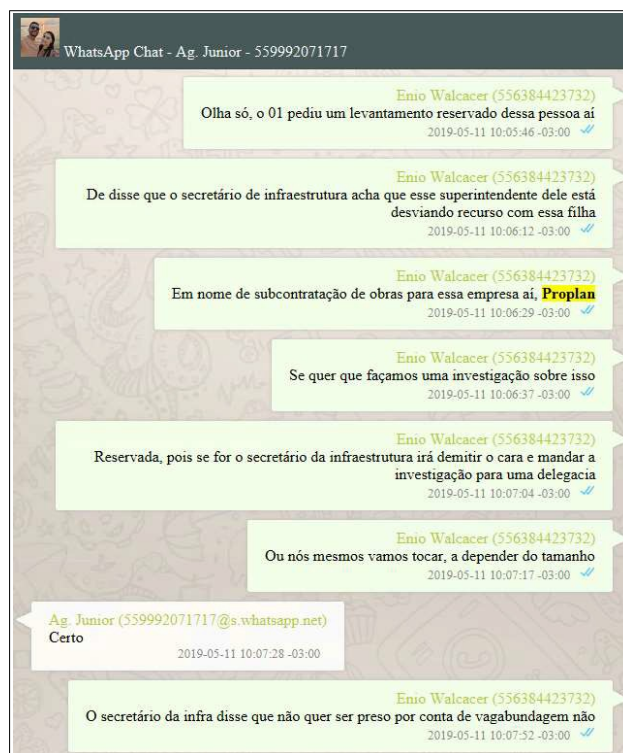 WhatsApp Chat - Ag. Junior - 559992071717
Enio Walcacer (556384423732)
Olha só, o 01 pediu um levantamento reservado dessa pessoa aí
2019-05-11 10:05:46 -03:00
Enio Walcacer (556384423732)
De disse que o secretário de infraestrutura acha que esse superintendente dele está
desviando recurso com essa filha
2019-05-11 10:06:12 -03:00
Enio Walcacer (556384423732)
Em nome de subcontratação de obras para essa empresa aí, Proplan
2019-05-11 10:06:29 -03:00
Enio Walcacer (556384423732)
Se quer que façamos uma investigação sobre isso
2019-05-11 10:06:37 -03:00
Enio Walcacer (556384423732)
Reservada, pois se for o secretário da infraestrutura irá demitir o cara e mandar a
investigação para uma delegacia
2019-05-11 10:07:04 -03:00
Enio Walcacer (556384423732)
Ou nós mesmos vamos tocar, a depender do tamanho
2019-05-11 10:07:17 -03:00
Ag. Junior (559992071717@s.whatsapp.net)
Certo
2019-05-11 10:07:28 -03:00
Enio Walcacer (556384423732)
O secretário da infra disse que não quer ser preso por conta de vagabundagem não
2019-05-11 10:07:52 -03:00